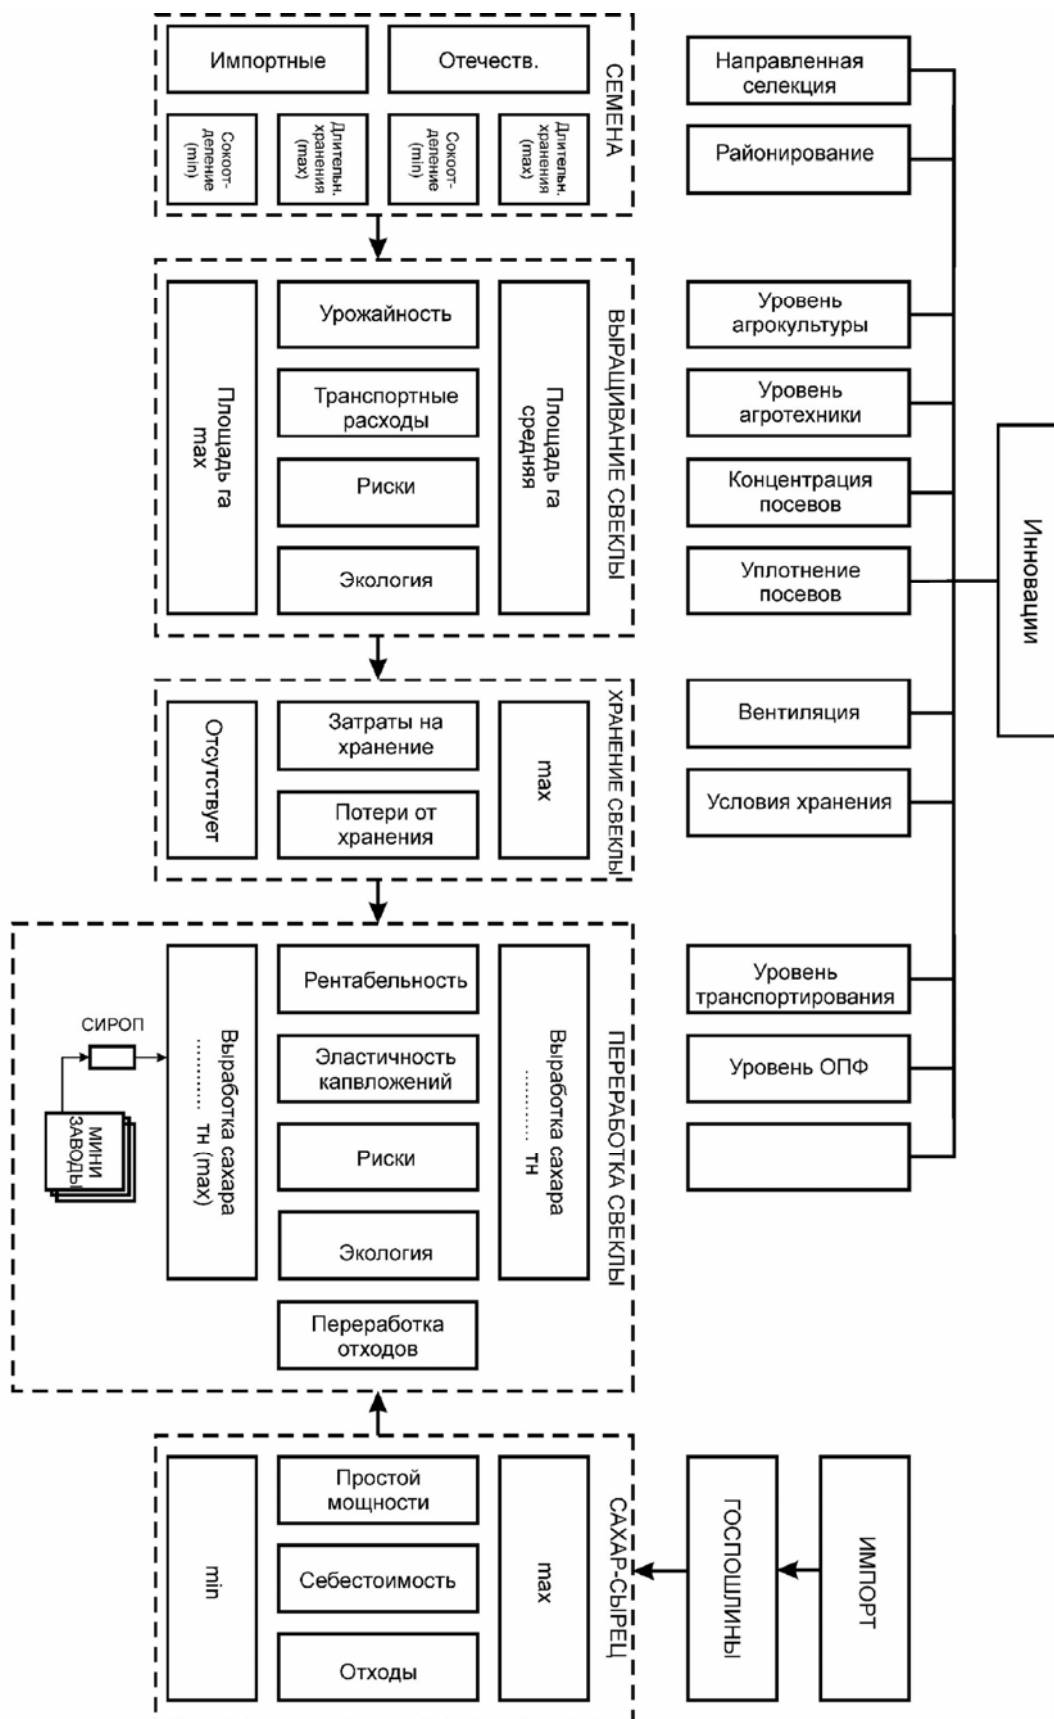 Импортные
Отечеств.
СЕМЕНА
Сокоот-
деление
(min)
Длительн.
хранения
(max)
Сокоот-
деление
(min)
Длительн.
хранения
(max)
Направленная
селекция
Районирование
Площадь га
max
Урожайность
Транспортные
расходы
Риски
Экология
Площадь га
средняя
ВЫРАЩИВАНИЕ СВЕКЛЫ
Уровень
агрокультуры
Уровень
агротехники
Концентрация
посевов
Уплотнение
посевов
Инновации
Отсутствует
Затраты на
хранение
Потери от
хранения
max
ХРАНЕНИЕ СВЕКЛЫ
Вентиляция
Условия хранения
СИРОП
МИНИ
ЗАВОДЫ
Выработка сахара
............. тн (max)
Рентабельность
Эластичность
капвложений
Риски
Экология
Переработка
отходов
Выработка сахара
............. тн
ПЕРЕРАБОТКА СВЕКЛЫ
Уровень
транспортирования
Уровень ОПФ
min
Простой
мощности
Себестоимость
Отходы
max
САХАР-СЫРЕЦ
ГОСПОШЛИНЫ
ИМПОРТ